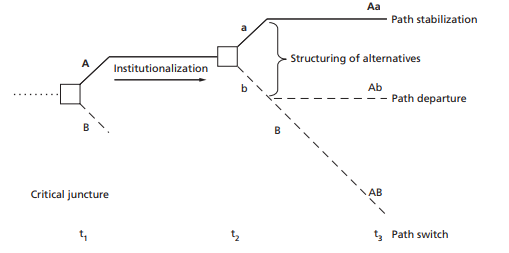 Aa
Path stabilization
a
A
Structuring of alternatives
Institutionalization
b
Ab
Path departure
B
B
AB
Critical juncture
t1
t2
t3 Path switch